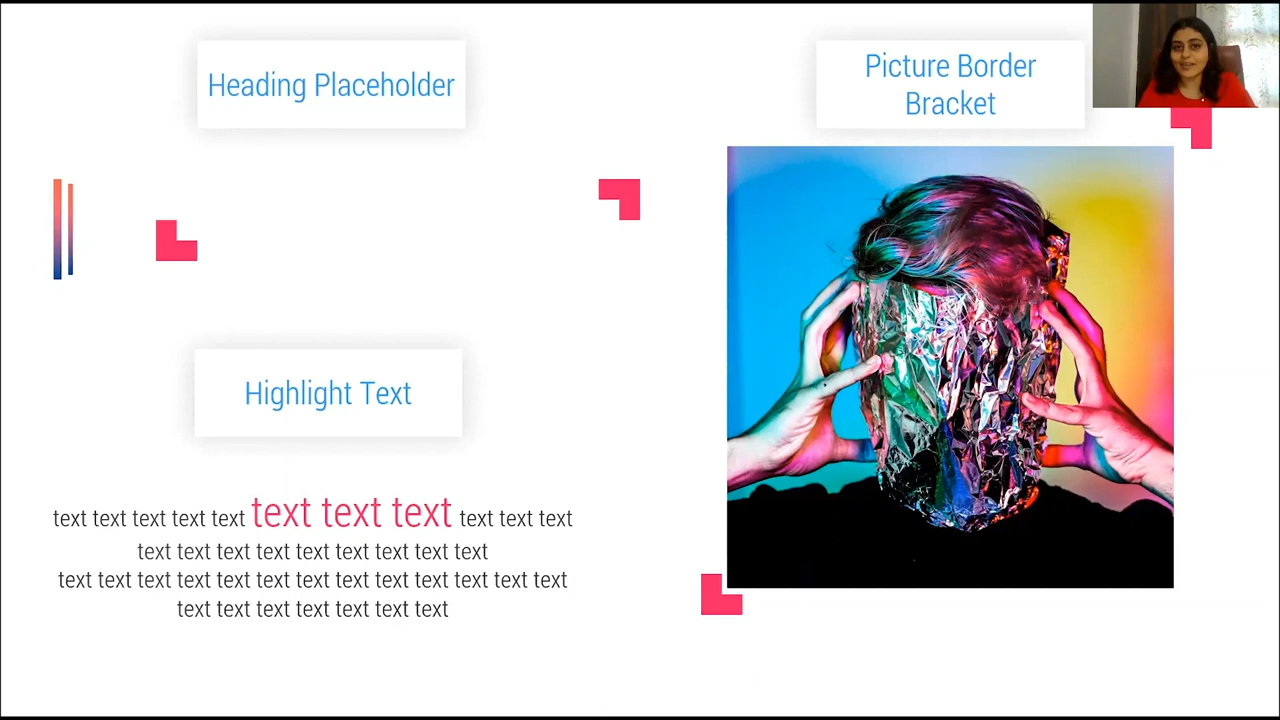 Heading Placeholder
Picture Border
Bracket
Highlight Text
text text text text text text text text text text text
text text text text text text text text text
text text text text text text text text text text text text text
text text text text text text text